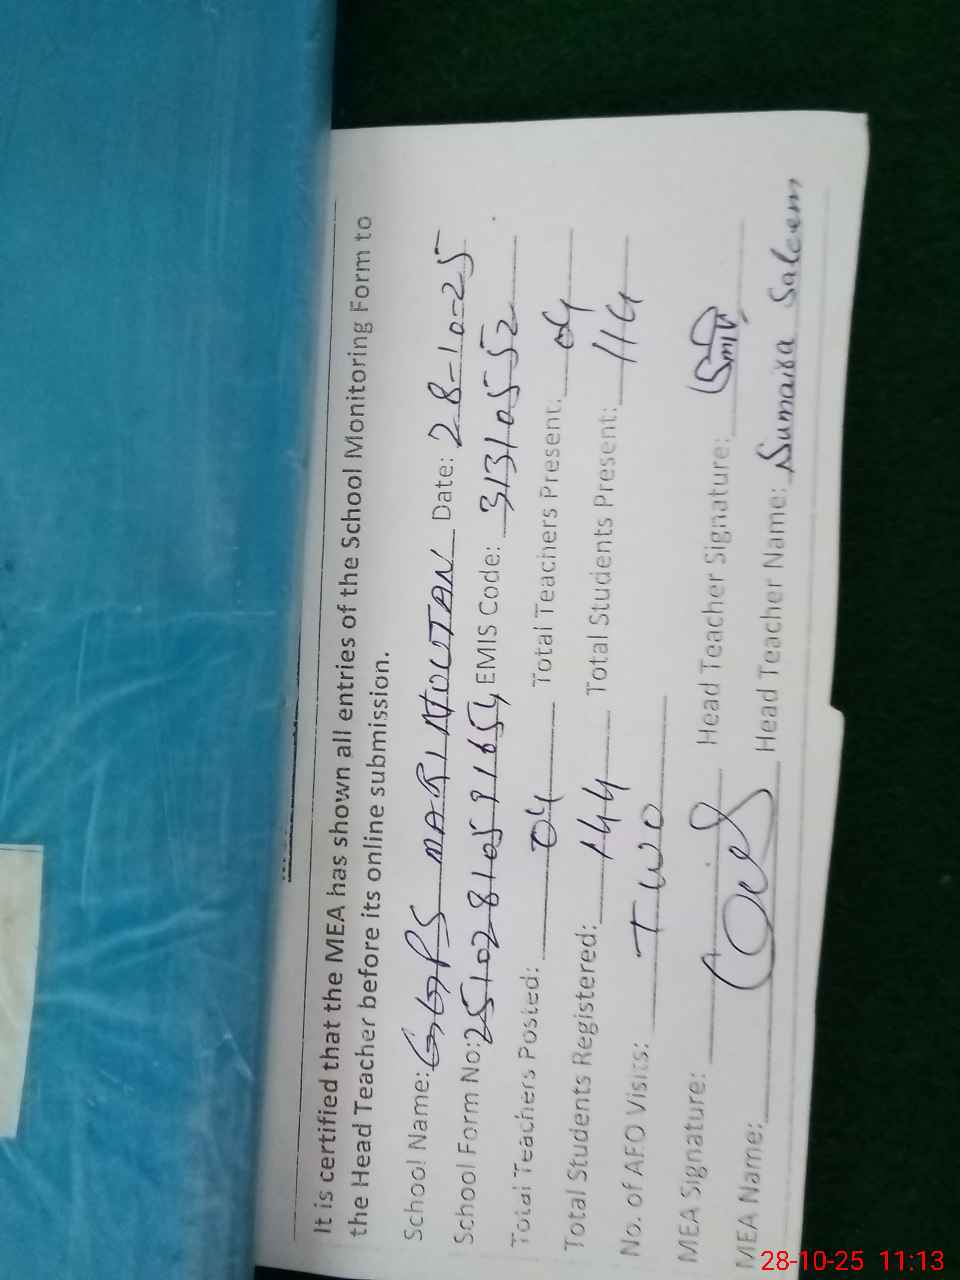 It is certified that the MEA has shown all entries of the School Monitoring Form to
the Head Teacher before its online submission.
School Name: GGPS MARI NOUTAN Date: 28-10-25
School Form No: EMIS Code: 31310552
Total Teachers Posted: 04 Total Teachers Present: 04
Total Students Registered: 144 Total Students Present: 114
No. of AEO Visits: TWO
MEA Signature: Head Teacher Signature:
MEA Name: Head Teacher Name: Sumaira Saleem
28-10-25 11:13